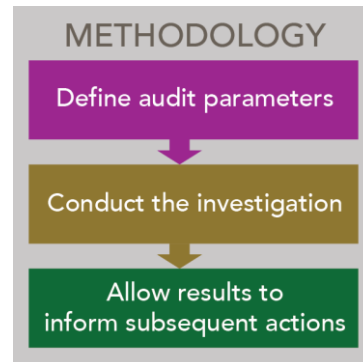 METHODOLOGY
Define audit parameters
Conduct the investigation
Allow results to
inform subsequent actions